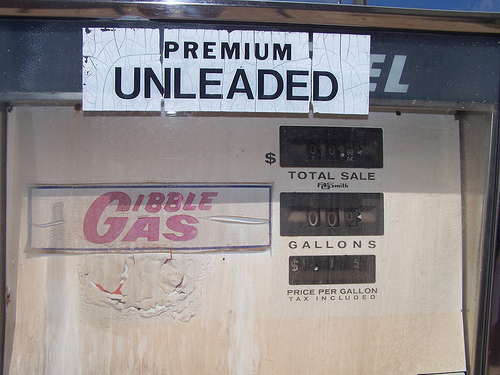 PREMIUM
UNLEADED
EL
$
TOTAL SALE
GIBBLE
GAS
GALLONS
PRICE PER GALLON
TAX INCLUDED